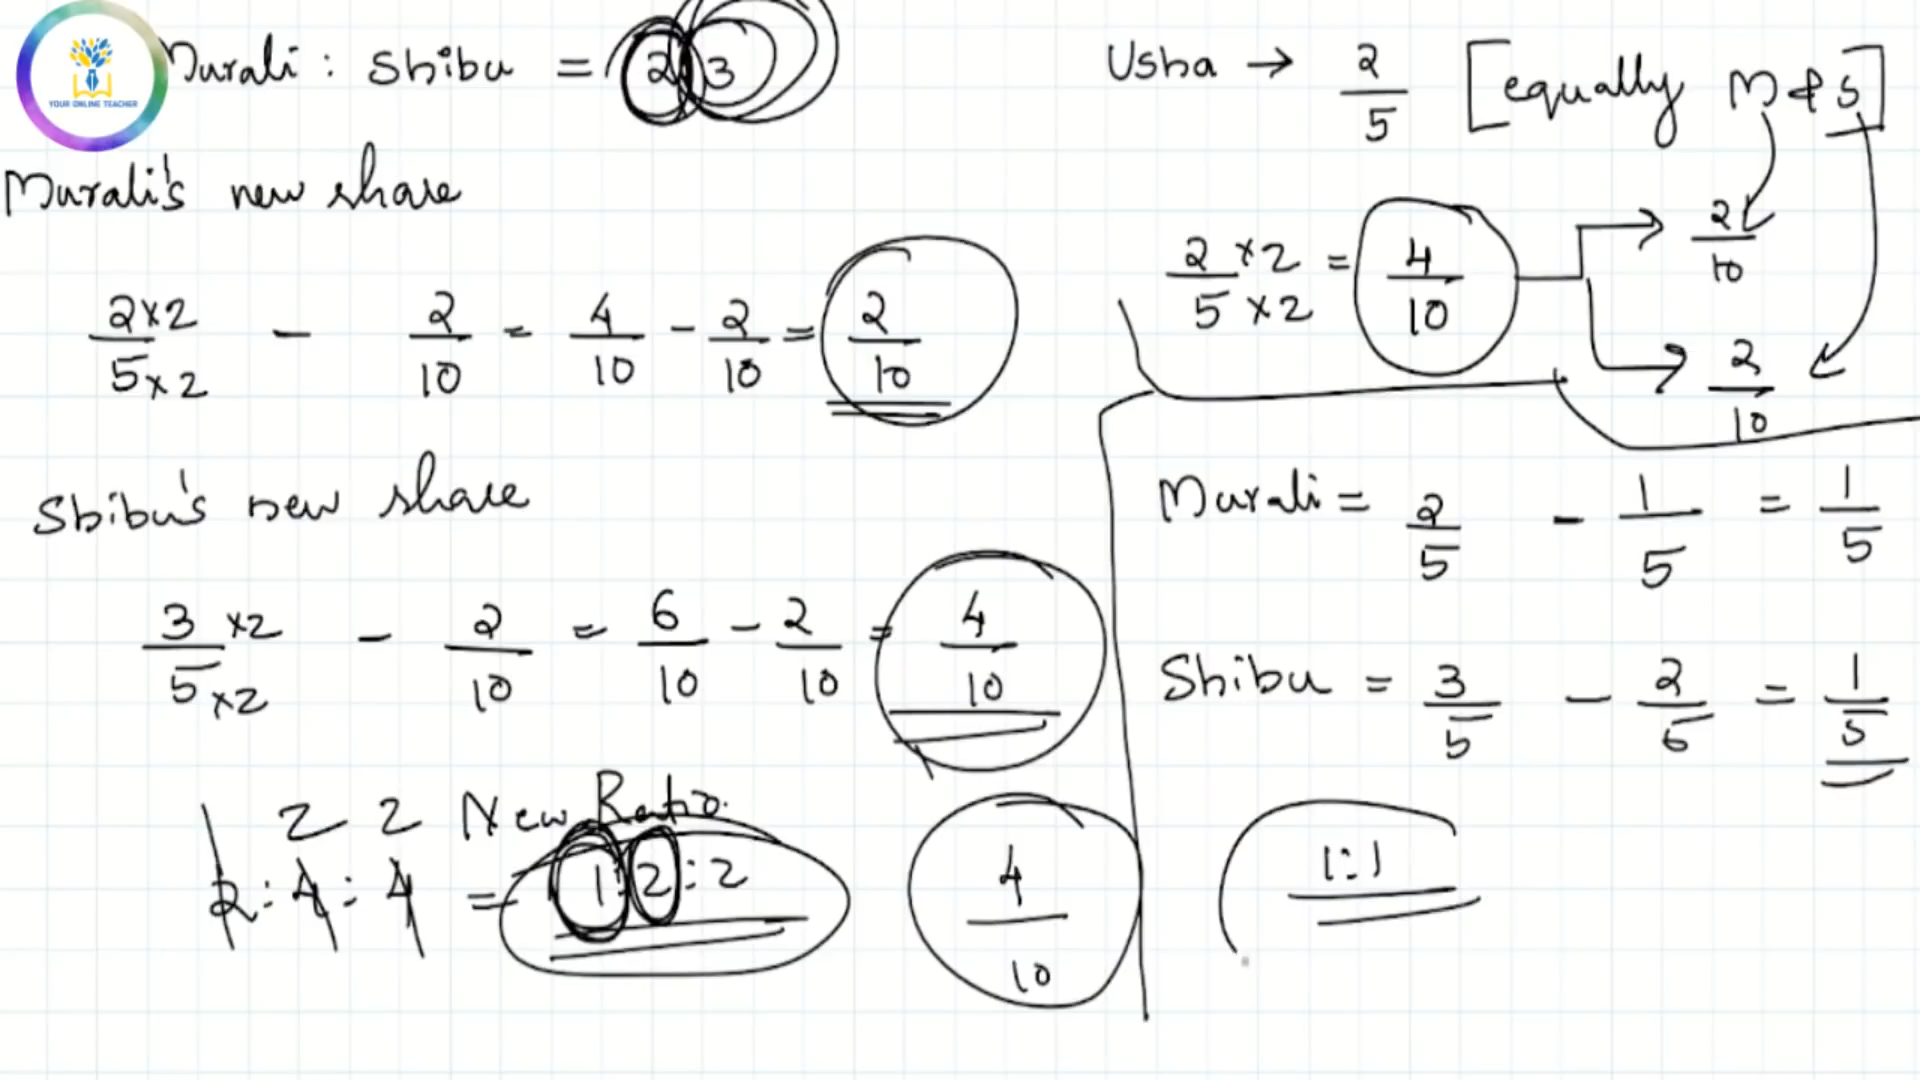 YOUR ONLINE TEACHER
Murali : Shibu = 2:3
Murali's new share
2×2/5×2 - 2/10 = 4/10 - 2/10 = 2/10
Shibu's new share
3×2/5×2 - 2/10 = 6/10 - 2/10 = 4/10
4/10
1 2 2 New Ratio
2:4:4 = 1:2:2
Usha → 2/5 [equally M & S]
2×2/5×2 = 4/10
2/10
2/10
Murali = 2/5 - 1/5 = 1/5
Shibu = 3/5 - 2/5 = 1/5
1:1